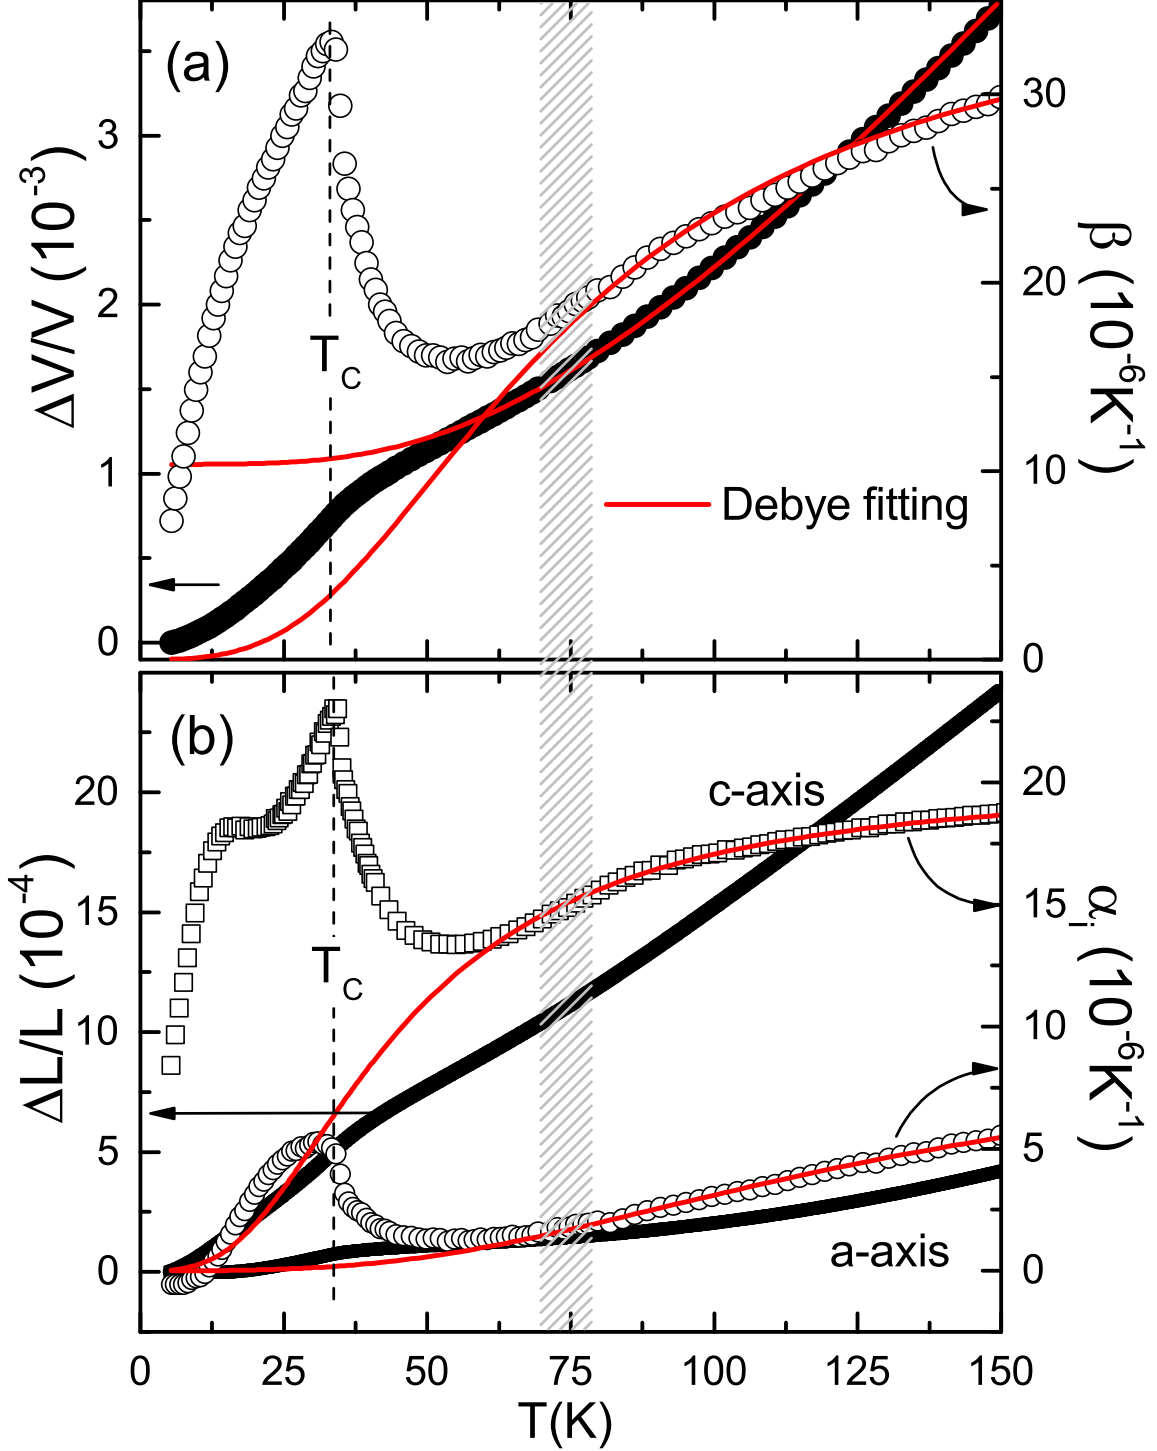 (a)
ΔV/V (10⁻³)
3
2
1
0
T_C
Debye fitting
30
20
10
0
β (10⁻⁶K⁻¹)
(b)
ΔL/L (10⁻⁴)
20
15
10
5
0
T_C
c-axis
a-axis
20
15
10
5
0
α_i (10⁻⁶K⁻¹)
0 25 50 75 100 125 150
T(K)